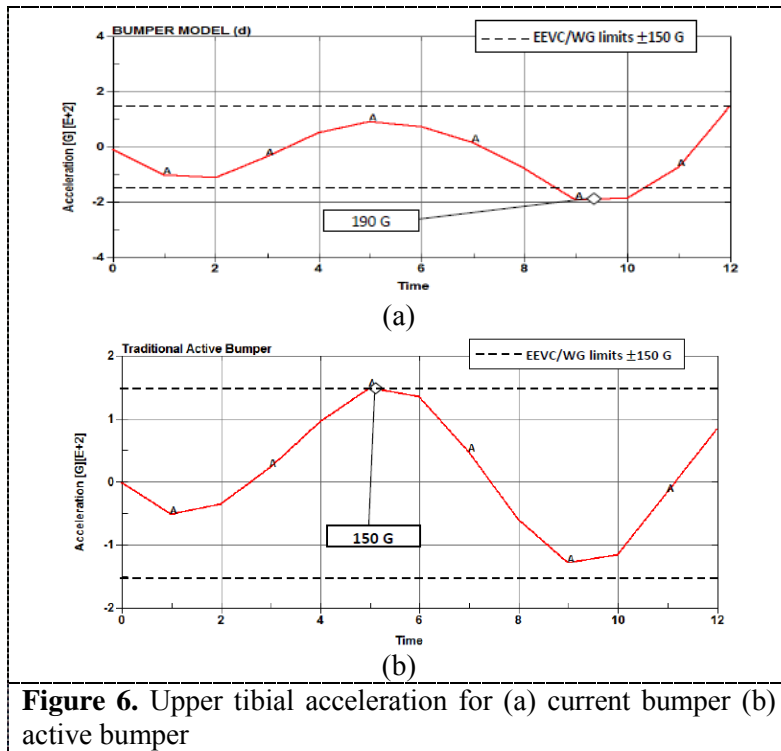 BUMPER MODEL (d)
EEVC/WG limits ±150 G
Acceleration [G] [E+2]
4
2
0
-2
-4
A A A A A A
190 G
0 2 4 6 8 10 12
Time
(a)
Traditional Active Bumper
EEVC/WG limits ±150 G
Acceleration [G][E+2]
2
1
0
-1
-2
A A A A A A
150 G
0 2 4 6 8 10 12
Time
(b)
Figure 6. Upper tibial acceleration for (a) current bumper (b)
active bumper